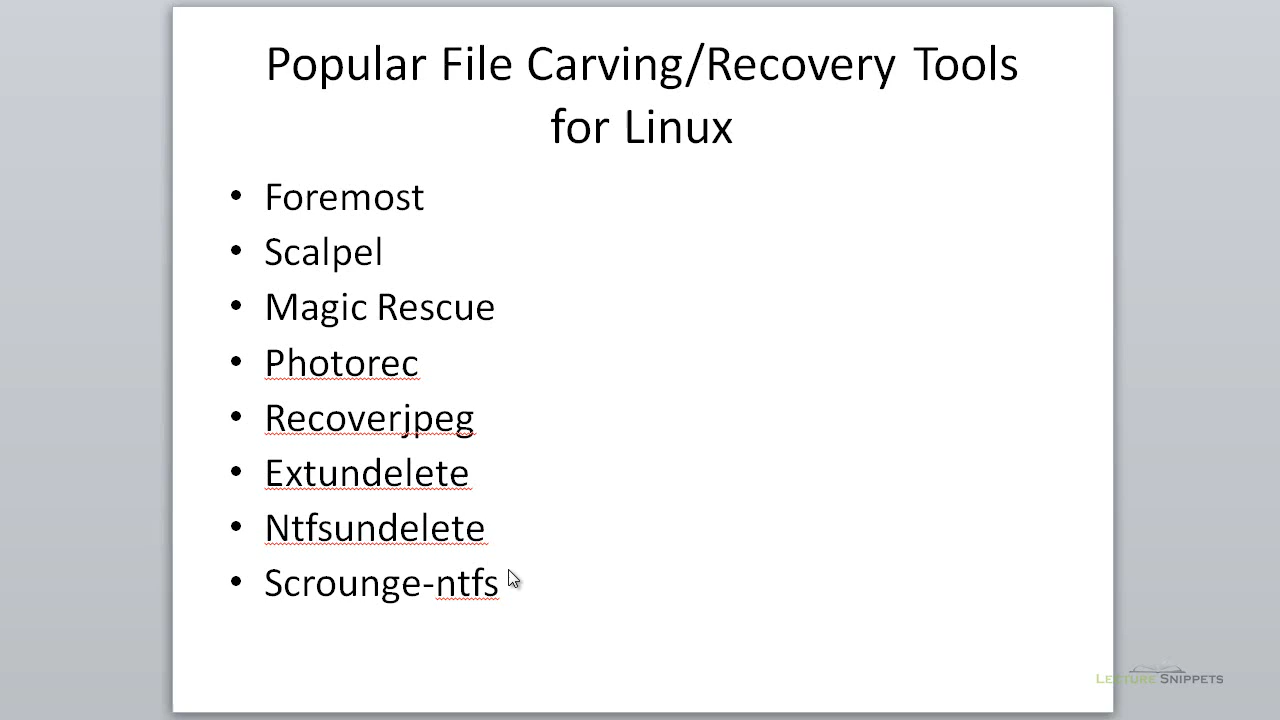 Popular File Carving/Recovery Tools
for Linux
• Foremost
• Scalpel
• Magic Rescue
• Photorec
• Recoverjpeg
• Extundelete
• Ntfsundelete
• Scrounge-ntfs
LECTURE SNIPPETS